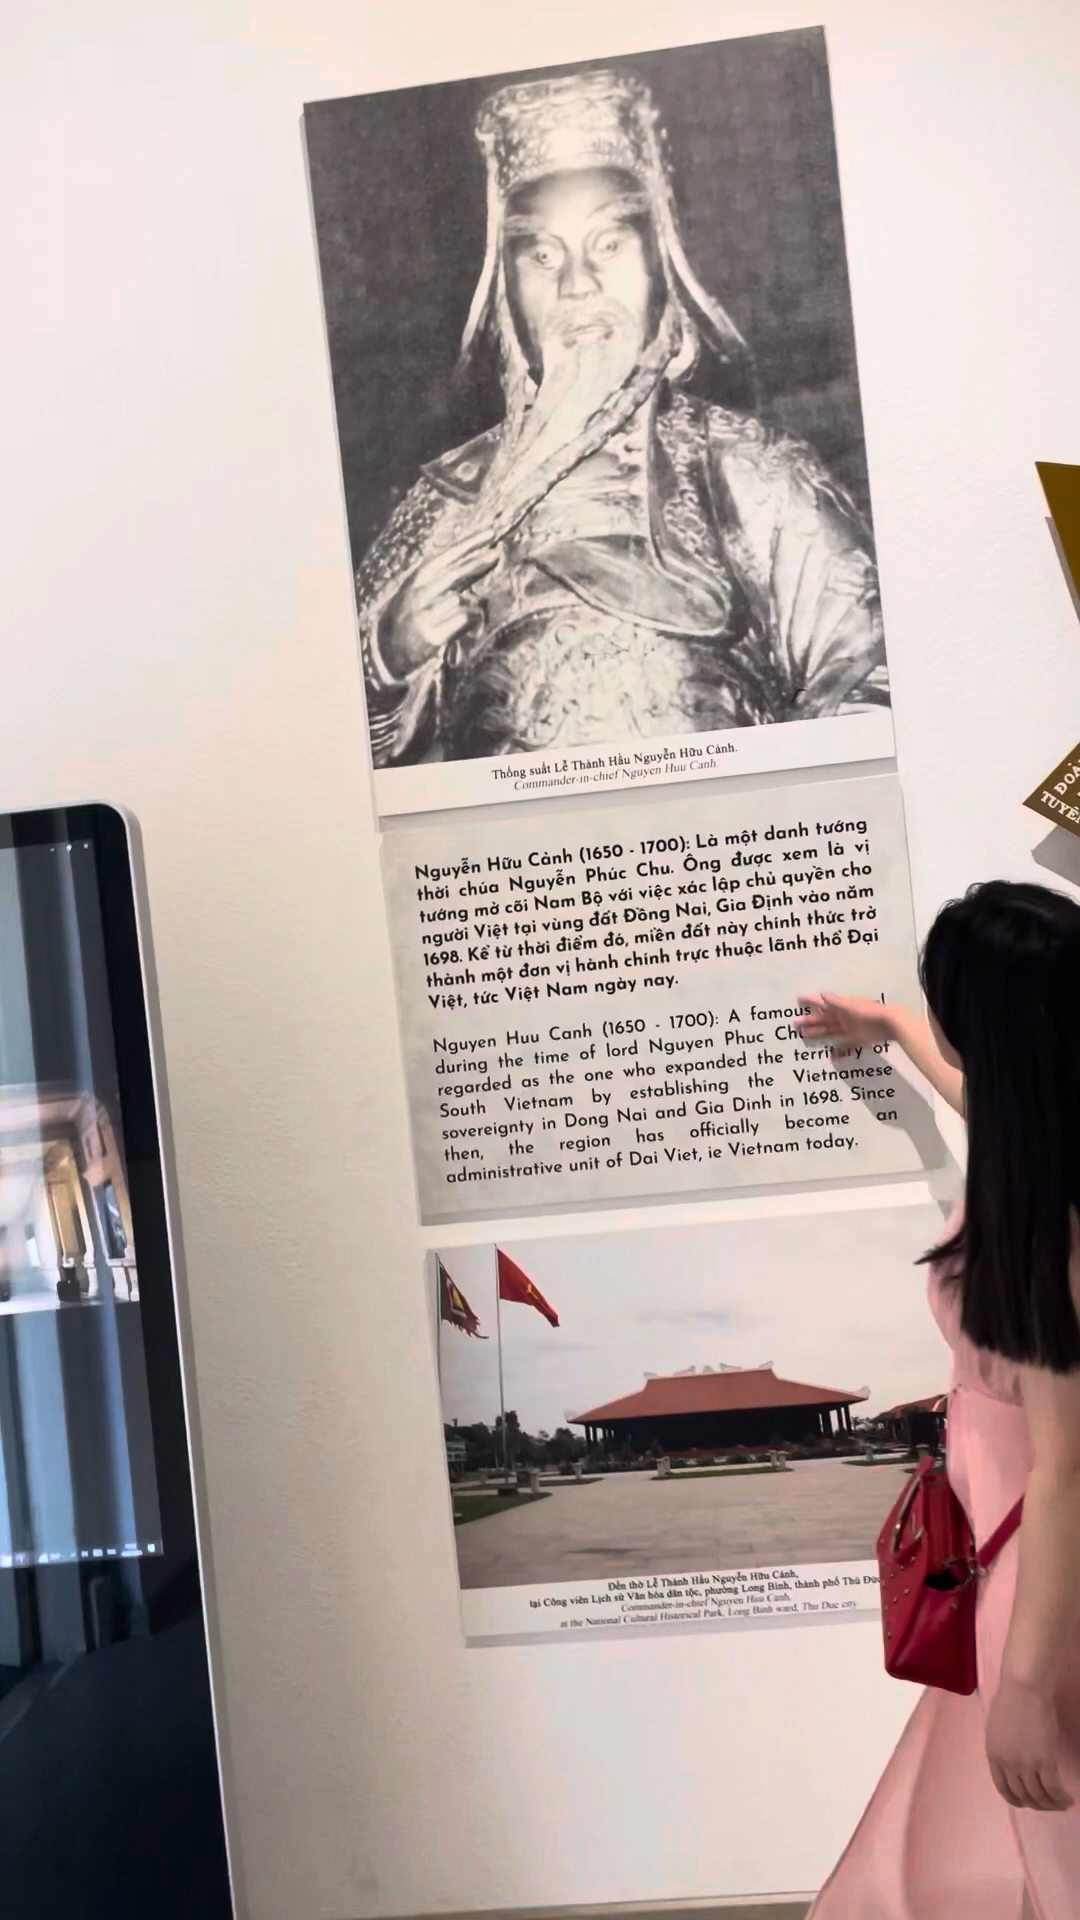 Thống suất Lễ Thành Hầu Nguyễn Hữu Cảnh.
Commander-in-chief Nguyen Huu Canh.
Nguyễn Hữu Cảnh (1650 - 1700): Là một danh tướng
thời chúa Nguyễn Phúc Chu. Ông được xem là vị
tướng mở cõi Nam Bộ với việc xác lập chủ quyền cho
người Việt tại vùng đất Đồng Nai, Gia Định vào năm
1698. Kể từ thời điểm đó, miền đất này chính thức trở
thành một đơn vị hành chính trực thuộc lãnh thổ Đại
Việt, tức Việt Nam ngày nay.
Nguyen Huu Canh (1650 - 1700): A famous
during the time of lord Nguyen Phuc
regarded as the one who expanded the territory of
South Vietnam by establishing the Vietnamese
sovereignty in Dong Nai and Gia Dinh in 1698. Since
then, the region has officially become an
administrative unit of Dai Viet, ie Vietnam today.
Đền thờ Lễ Thành Hầu Nguyễn Hữu Cảnh,
tại Công viên Lịch sử Văn hóa dân tộc, phường Long Bình, thành phố Thủ Đức
Commander-in-chief Nguyen Huu Canh,
at the National Cultural Historical Park, Long Binh ward, Thu Duc city
ĐOÀ
TUYÊ